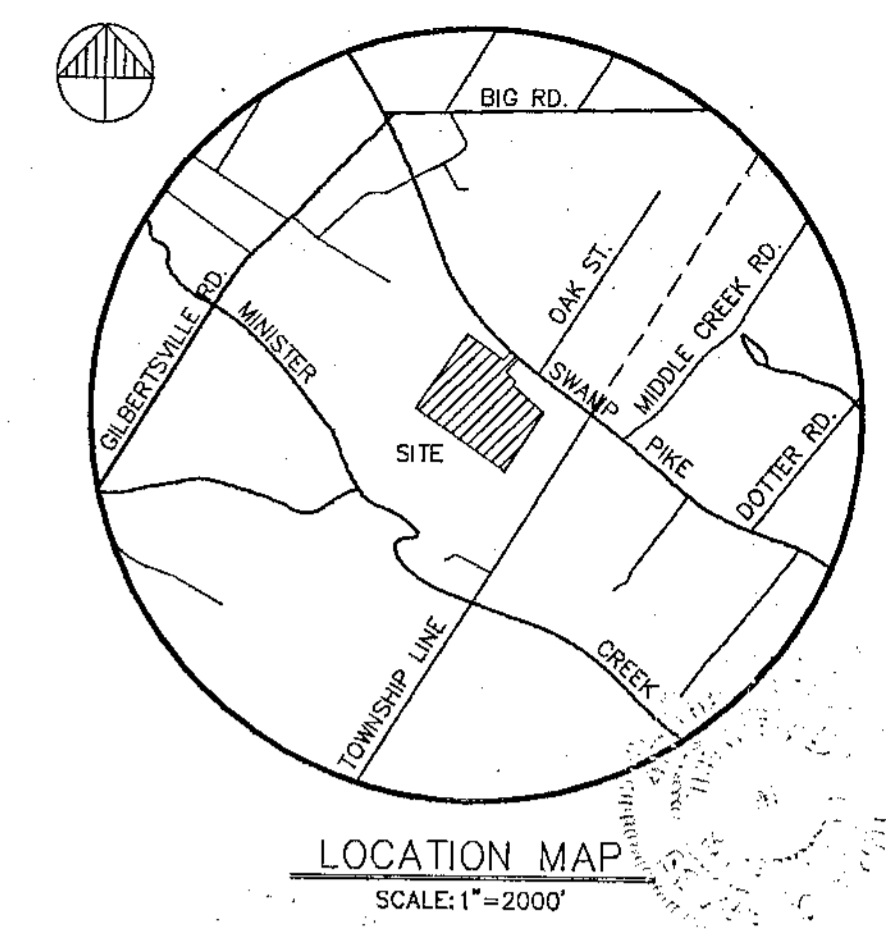 BIG RD.
OAK ST.
MIDDLE CREEK RD.
GILBERTSVILLE RD.
MINISTER
SWAMP
PIKE
SITE
DOTTER RD.
TOWNSHIP LINE
CREEK
LOCATION MAP
SCALE: 1"=2000'